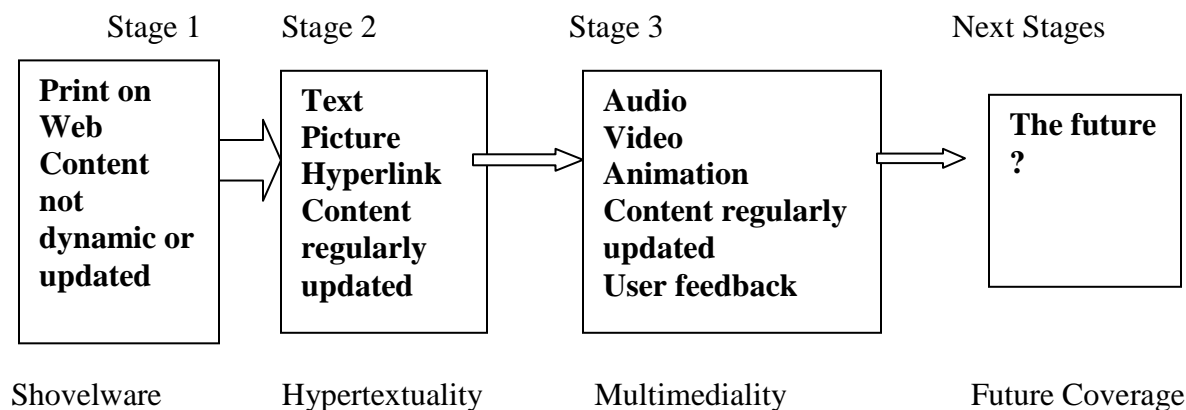 Stage 1 Stage 2 Stage 3 Next Stages
Print on
Web
Content
not
dynamic or
updated
Text
Picture
Hyperlink
Content
regularly
updated
Audio
Video
Animation
Content regularly
updated
User feedback
The future
?
Shovelware Hypertextuality Multimediality Future Coverage